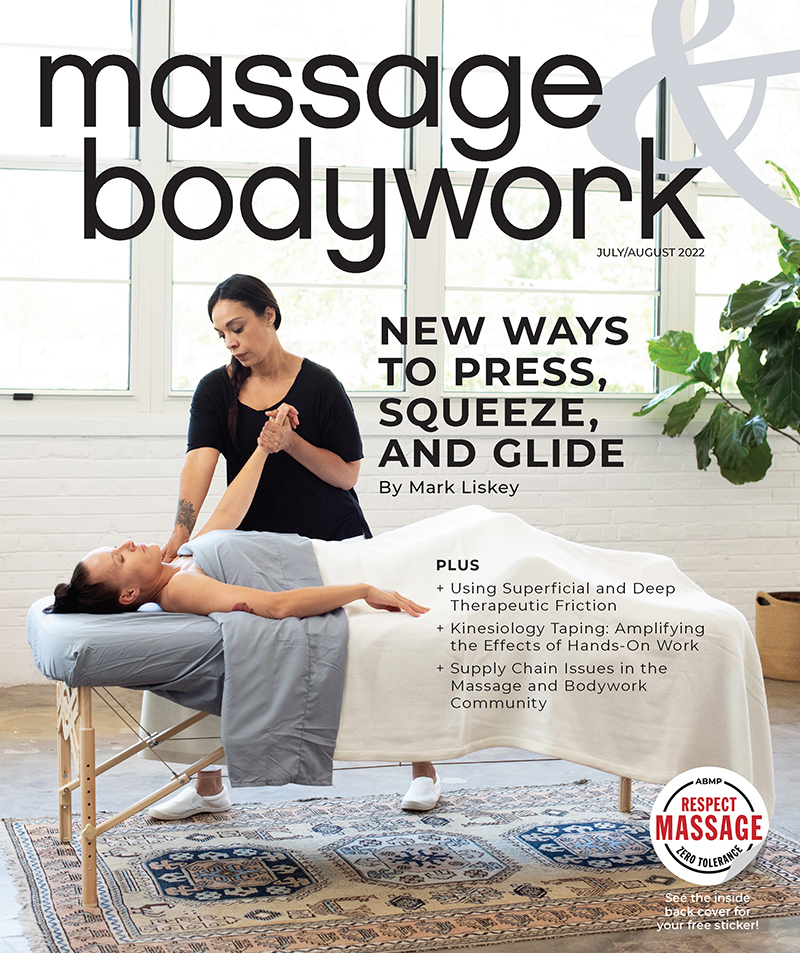 massage &
bodywork
JULY/AUGUST 2022
NEW WAYS
TO PRESS,
SQUEEZE,
AND GLIDE
By Mark Liskey
PLUS
+ Using Superficial and Deep
Therapeutic Friction
+ Kinesiology Taping: Amplifying
the Effects of Hands-On Work
+ Supply Chain Issues in the
Massage and Bodywork
Community
ABMP
RESPECT
MASSAGE
ZERO TOLERANCE
See the inside
back cover for
your free sticker!